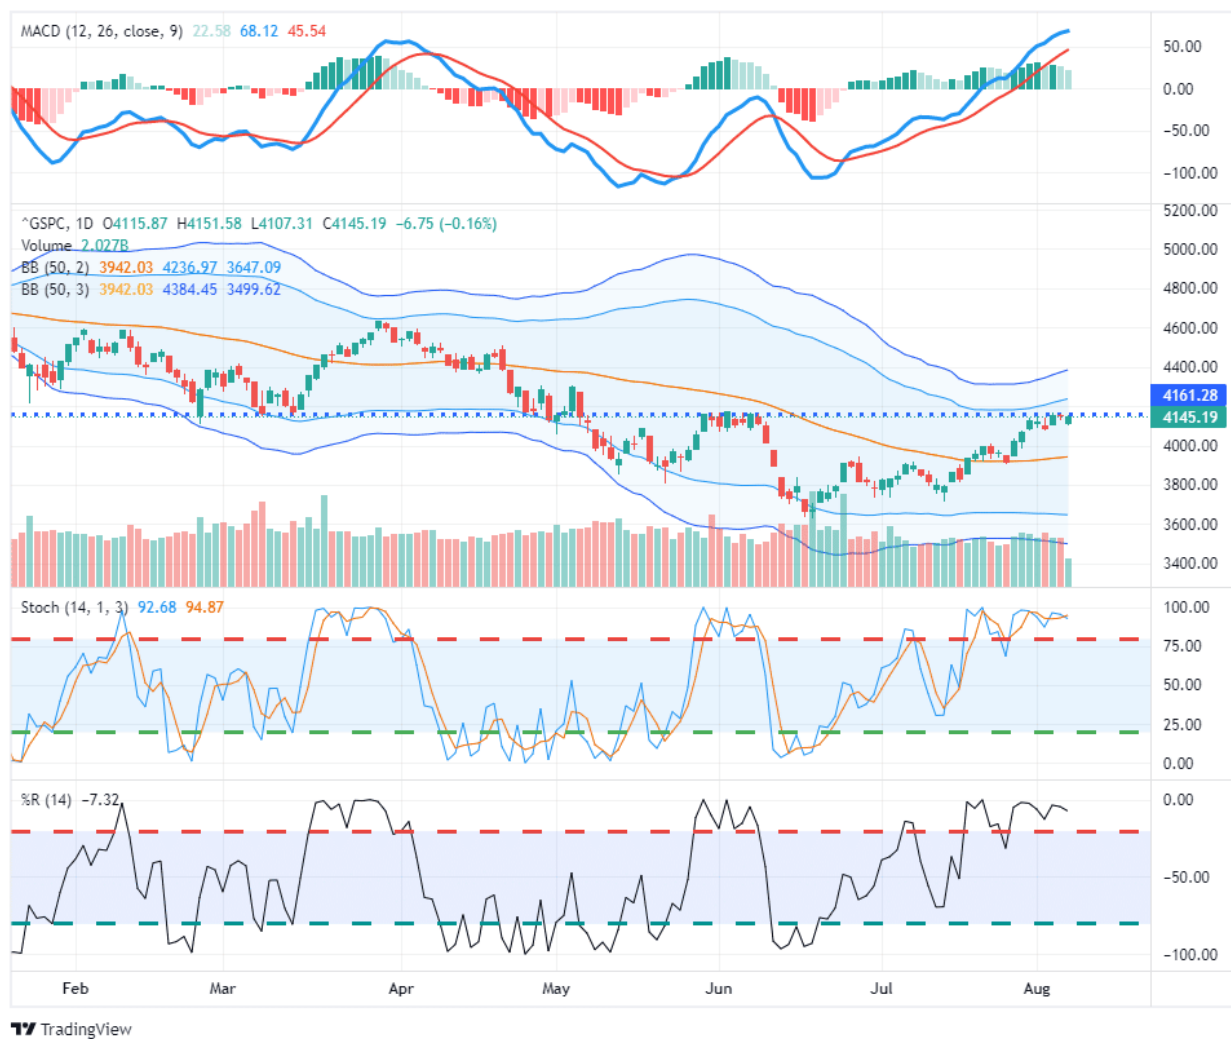 MACD (12, 26, close, 9) 22.58 68.12 45.54
50.00
0.00
−50.00
−100.00
5200.00
^GSPC, 1D O4115.87 H4151.58 L4107.31 C4145.19 −6.75 (−0.16%)
Volume 2.027B
5000.00
BB (50, 2) 3942.03 4236.97 3647.09
BB (50, 3) 3942.03 4384.45 3499.62
4800.00
4600.00
4400.00
4161.28
4145.19
4000.00
3800.00
3600.00
3400.00
Stoch (14, 1, 3) 92.68 94.87
100.00
75.00
50.00
25.00
0.00
%R (14) −7.32
0.00
−50.00
−100.00
Feb Mar Apr May Jun Jul Aug
TradingView